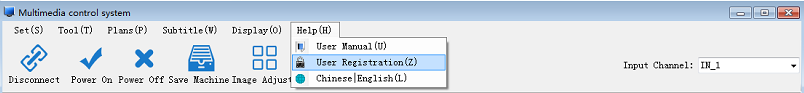 Multimedia control system
Set(S) Tool(T) Plans(P) Subtitle(W) Display(O) Help(H)
User Manual(U)
User Registration(Z)
Chinese|English(L)
Disconnect Power On Power Off Save Machine Image Adjust
Input Channel: IN_1